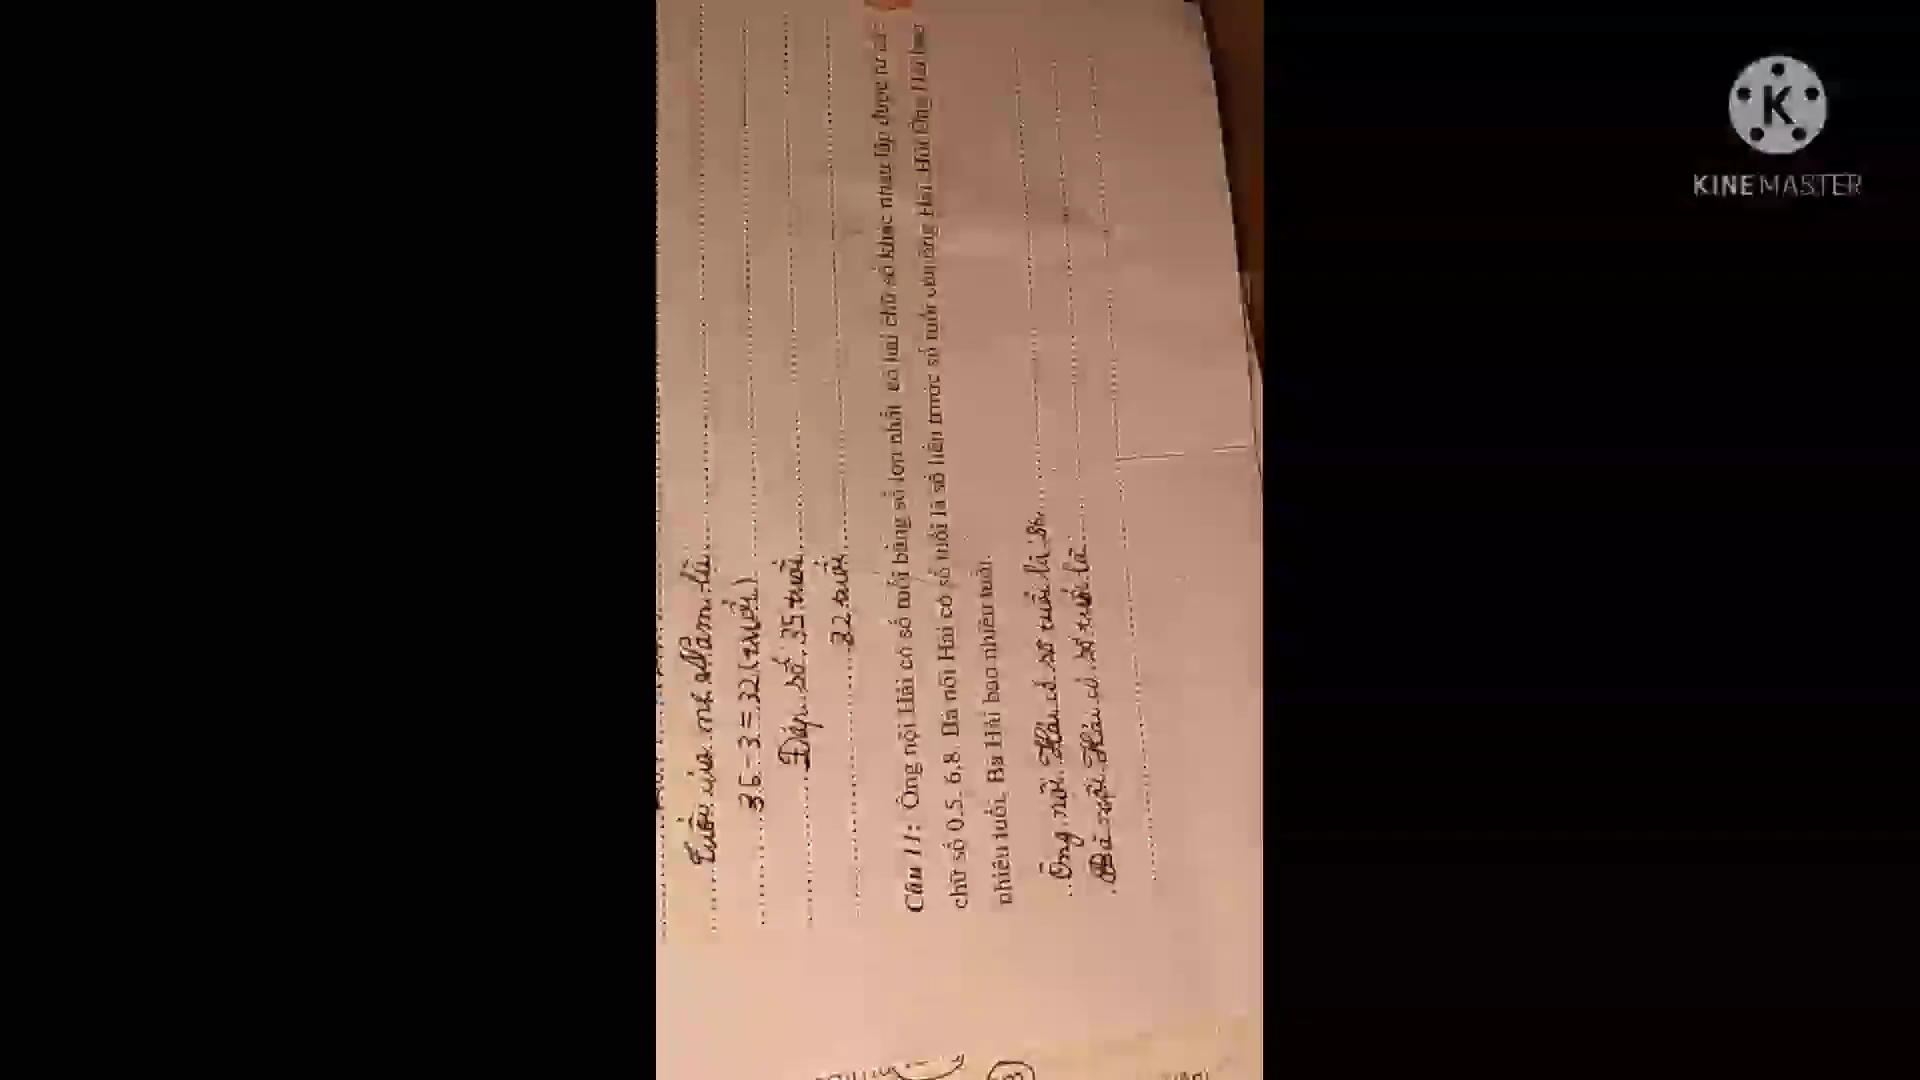 Tuổi của mẹ Nam là
35 - 3 = 32 (tuổi)
Đáp số: 35 tuổi
32 tuổi
Câu 11: Ông nội Hải có số tuổi bằng số lớn nhất có hai chữ số khác nhau lập được từ các
chữ số 0,5, 6,8. Bà nội Hải có số tuổi là số liền trước số tuổi của ông Hải. Hỏi Ông Hải bao
nhiêu tuổi, Bà Hải bao nhiêu tuổi.
Ông nội Hải có số tuổi là 86
Bà nội Hải có số tuổi là
KINEMASTER